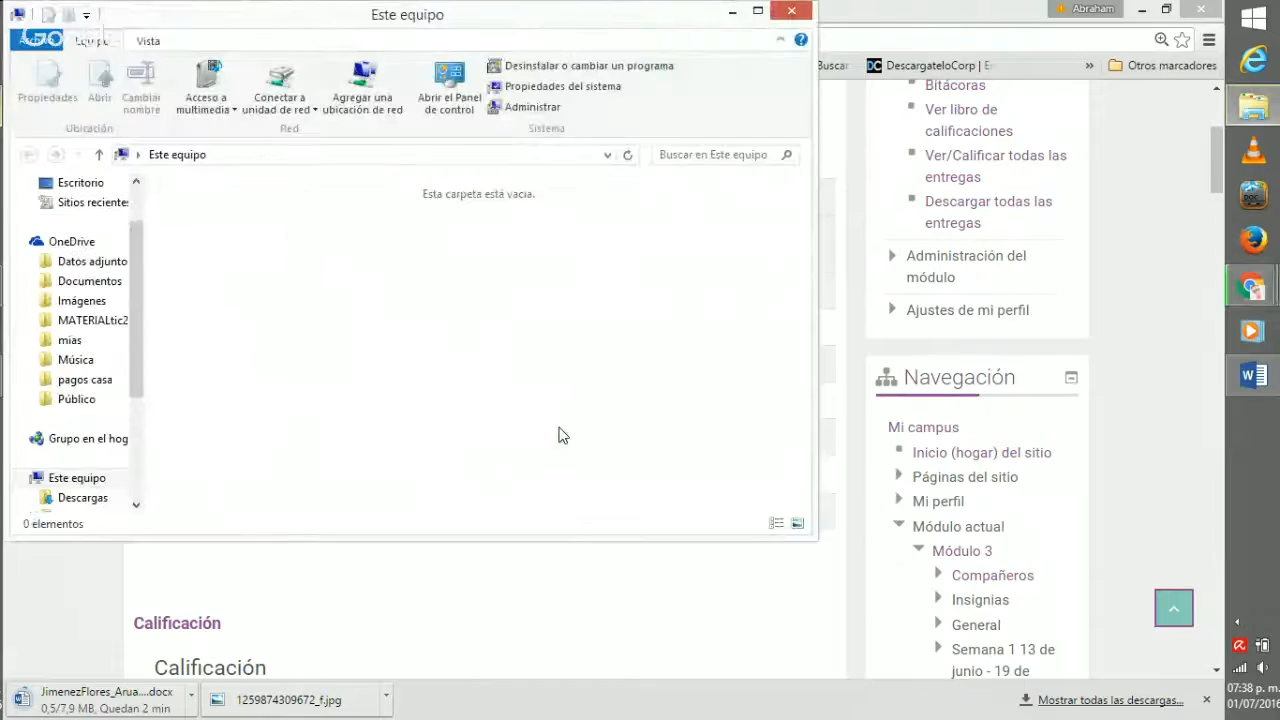 Este equipo
Abraham
Vista
Propiedades
Abrir
Cambiar
nombre
Acceso a
multimedia
Conectar a
unidad de red
Agregar una
ubicación de red
Abrir el Panel
de control
Desinstalar o cambiar un programa
Propiedades del sistema
Administrar
Ubicación
Red
Sistema
Buscar
DC DescargateloCorp | E
»
Otros marcadores
Este equipo
Buscar en Este equipo
Esta carpeta está vacía.
Escritorio
Sitios recientes
OneDrive
Datos adjunto
Documentos
Imágenes
MATERIALtic2
mias
Música
pagos casa
Público
Grupo en el hog
Este equipo
Descargas
0 elementos
Bitácoras
Ver libro de
calificaciones
Ver/Calificar todas las
entregas
Descargar todas las
entregas
Administración del
módulo
Ajustes de mi perfil
Navegación
Mi campus
Inicio (hogar) del sitio
Páginas del sitio
Mi perfil
Módulo actual
Módulo 3
Compañeros
Insignias
General
Semana 1 13 de
junio - 19 de
Calificación
Calificación
JimenezFlores_Arua....docx
0,5/7,9 MB, Quedan 2 min
1259874309672_f.jpg
Mostrar todas las descargas...
07:38 p. m.
01/07/2016